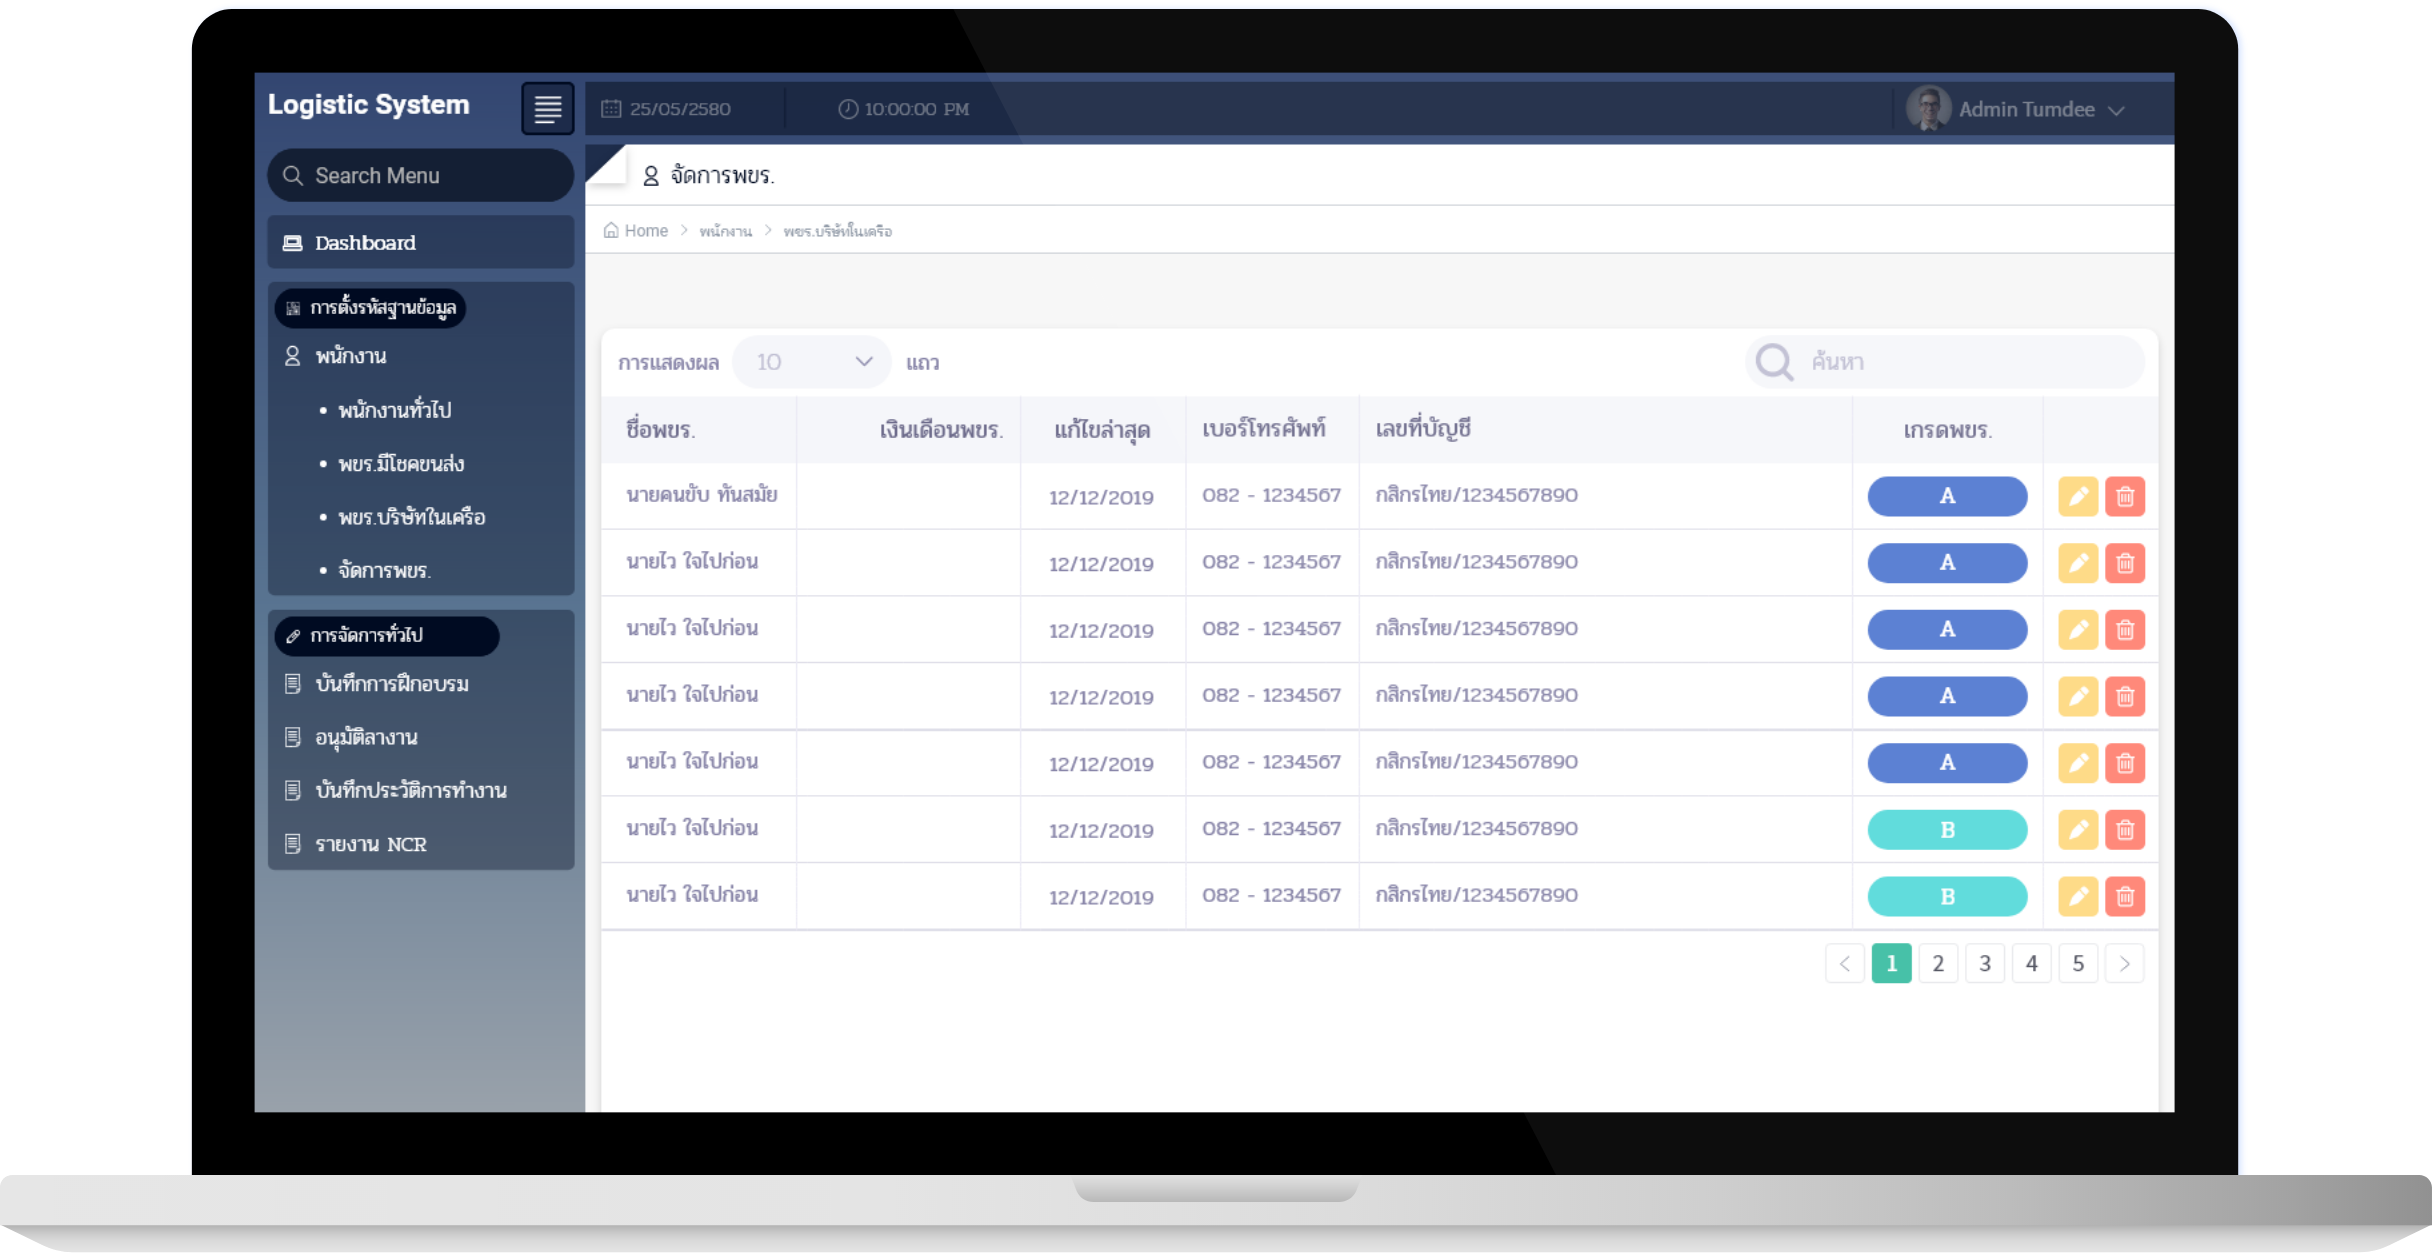 Logistic System
25/05/2580
10:00:00 PM
Admin Tumdee
Search Menu
Dashboard
การตั้งรหัสฐานข้อมูล
พนักงาน
• พนักงานทั่วไป
• พขร.มีโชคขนส่ง
• พขร.บริษัทในเครือ
• จัดการพขร.
การจัดการทั่วไป
บันทึกการฝึกอบรม
อนุมัติลางาน
บันทึกประวัติการทำงาน
รายงาน NCR
จัดการพขร.
Home > พนักงาน > พขร.บริษัทในเครือ
การแสดงผล 10 แถว
ค้นหา
ชื่อพขร. เงินเดือนพขร. แก้ไขล่าสุด เบอร์โทรศัพท์ เลขที่บัญชี เกรดพขร.
นายคนขับ ทันสมัย 12/12/2019 082 - 1234567 กสิกรไทย/1234567890 A
นายไว ใจไปก่อน 12/12/2019 082 - 1234567 กสิกรไทย/1234567890 A
นายไว ใจไปก่อน 12/12/2019 082 - 1234567 กสิกรไทย/1234567890 A
นายไว ใจไปก่อน 12/12/2019 082 - 1234567 กสิกรไทย/1234567890 A
นายไว ใจไปก่อน 12/12/2019 082 - 1234567 กสิกรไทย/1234567890 A
นายไว ใจไปก่อน 12/12/2019 082 - 1234567 กสิกรไทย/1234567890 B
นายไว ใจไปก่อน 12/12/2019 082 - 1234567 กสิกรไทย/1234567890 B
< 1 2 3 4 5 >